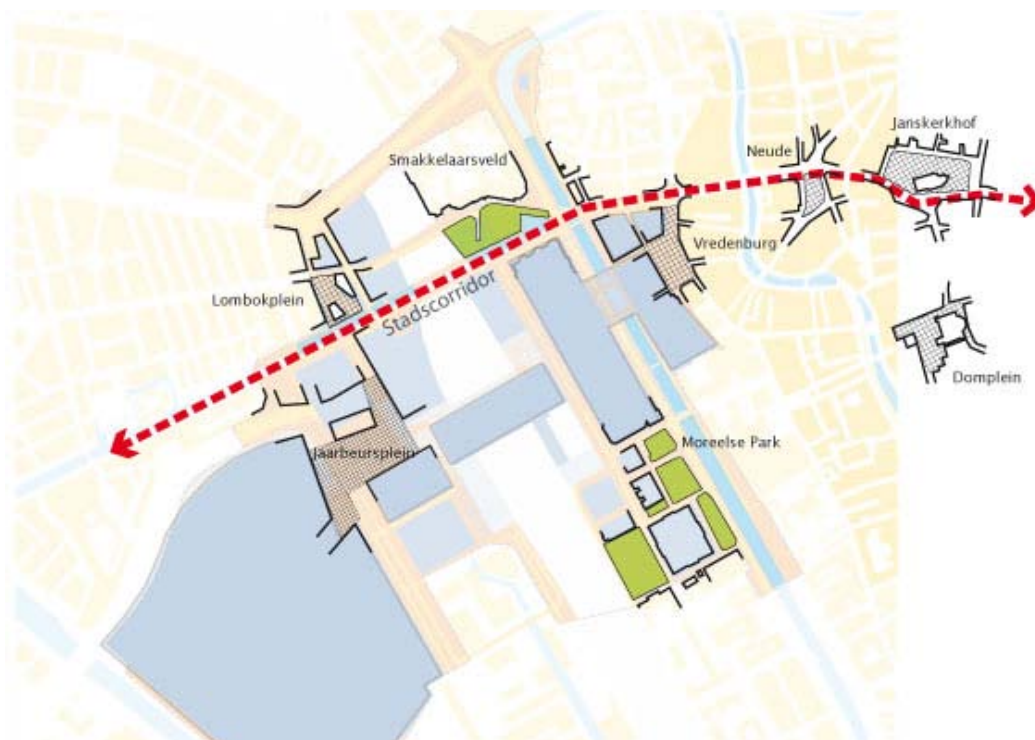 Janskerkhof
Neude
Smakkelaarsveld
Vredenburg
Lombokplein
Stadscorridor
Domplein
Moreelse Park
Jaarbeursplein